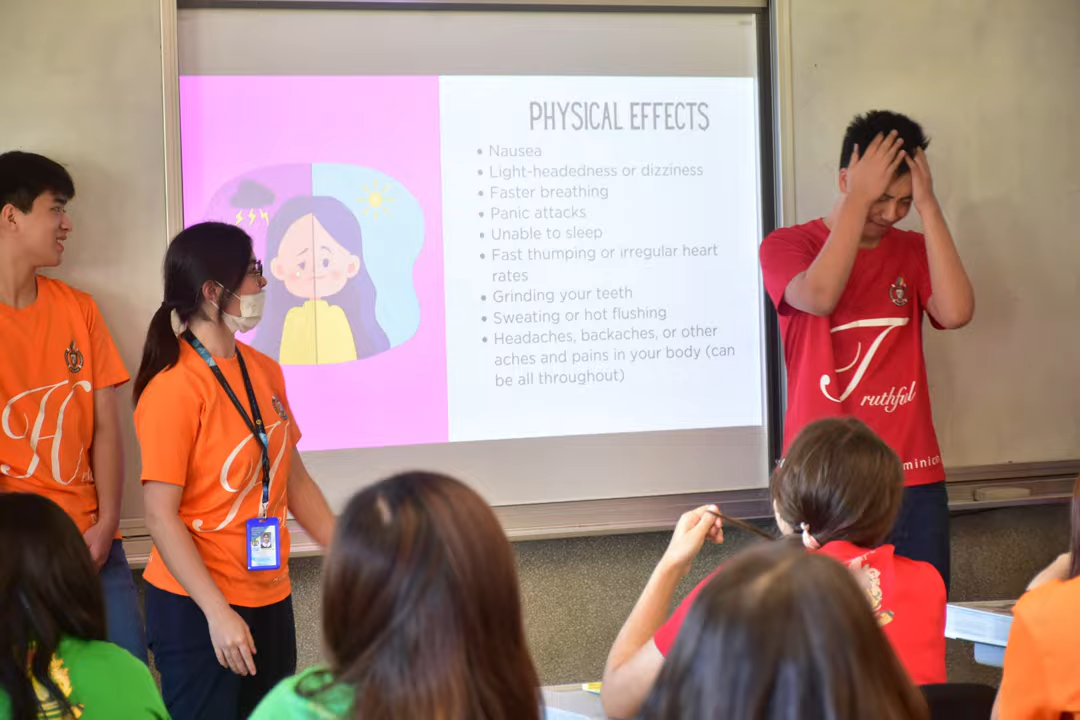 PHYSICAL EFFECTS
• Nausea
• Light-headedness or dizziness
• Faster breathing
• Panic attacks
• Unable to sleep
• Fast thumping or irregular heart
rates
• Grinding your teeth
• Sweating or hot flushing
• Headaches, backaches, or other
aches and pains in your body (can
be all throughout)
H
H
Truthful
minic